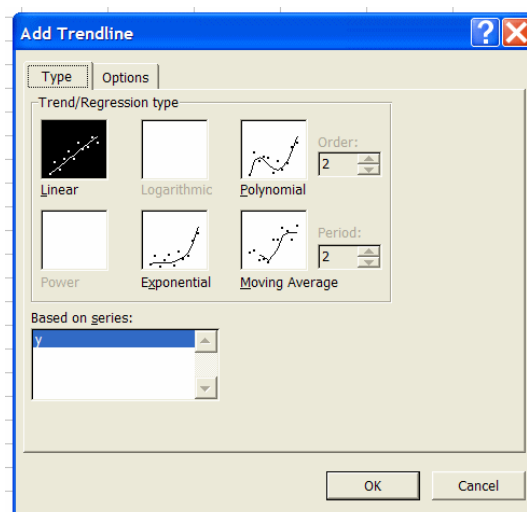 Add Trendline
Type Options
Trend/Regression type
Linear Logarithmic Polynomial Order: 2
Power Exponential Moving Average Period: 2
Based on series:
y
OK Cancel